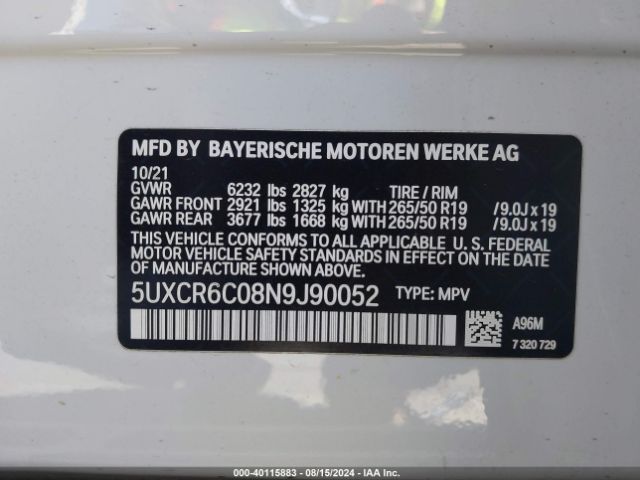 MFD BY BAYERISCHE MOTOREN WERKE AG
10/21
GVWR 6232 lbs 2827 kg TIRE / RIM
GAWR FRONT 2921 lbs 1325 kg WITH 265/50 R19 /9.0J x 19
GAWR REAR 3677 lbs 1668 kg WITH 265/50 R19 /9.0J x 19
THIS VEHICLE CONFORMS TO ALL APPLICABLE U. S. FEDERAL
MOTOR VEHICLE SAFETY STANDARDS IN EFFECT ON THE DATE
OF MANUFACTURE SHOWN ABOVE.
5UXCR6C08N9J90052 TYPE: MPV
A96M
7 320 729
000-40115883 - 08/15/2024 - IAA Inc.